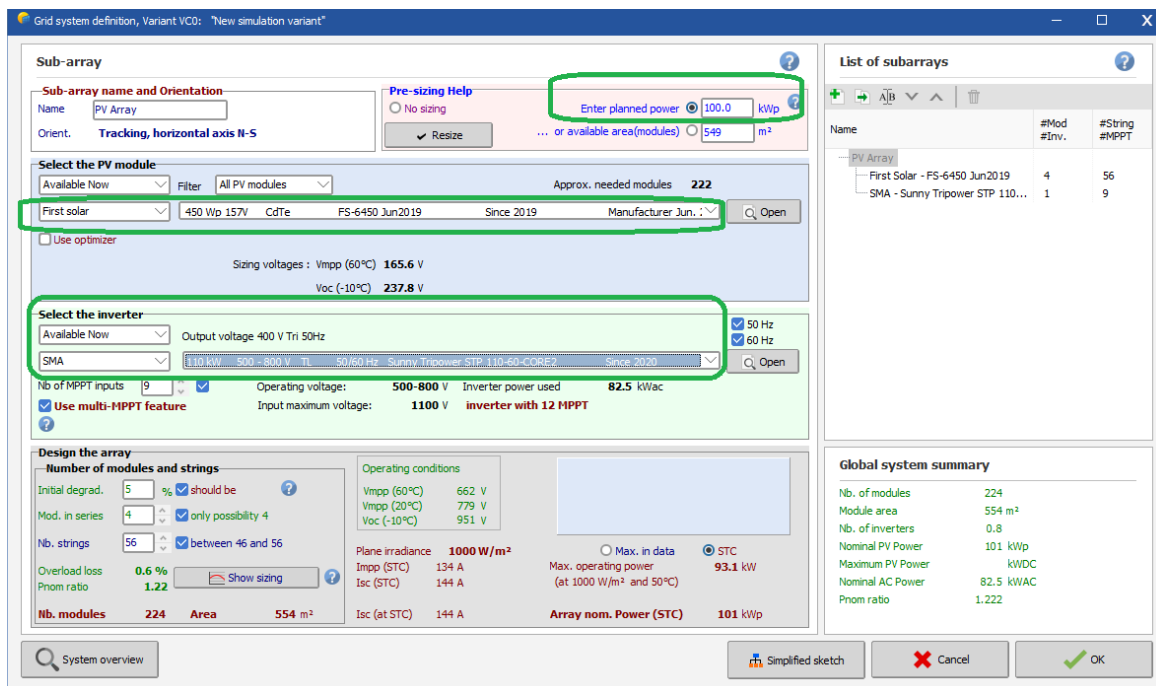 Grid system definition, Variant VC0: "New simulation variant"
Sub-array
Sub-array name and Orientation
Name PV Array
Orient. Tracking, horizontal axis N-S
Pre-sizing Help
No sizing Enter planned power 100.0 kWp
Resize ... or available area(modules) 549 m²
Select the PV module
Available Now Filter All PV modules Approx. needed modules 222
First solar 450 Wp 157V CdTe FS-6450 Jun2019 Since 2019 Manufacturer Jun. Open
Use optimizer
Sizing voltages : Vmpp (60°C) 165.6 V
Voc (-10°C) 237.8 V
Select the inverter
Available Now Output voltage 400 V Tri 50Hz 50 Hz
60 Hz
SMA 110 kW 500 - 800 V TL 50/60 Hz Sunny Tripower STP 110-60-CORE2 Since 2020 Open
Nb of MPPT inputs 9 Operating voltage: 500-800 V Inverter power used 82.5 kWac
Use multi-MPPT feature Input maximum voltage: 1100 V inverter with 12 MPPT
Design the array
Number of modules and strings
Initial degrad. 5 % should be
Mod. in series 4 only possibility 4
Nb. strings 56 between 46 and 56
Overload loss 0.6 %
Pnom ratio 1.22 Show sizing
Nb. modules 224 Area 554 m²
Operating conditions
Vmpp (60°C) 662 V
Vmpp (20°C) 779 V
Voc (-10°C) 951 V
Plane irradiance 1000 W/m² Max. in data STC
Impp (STC) 134 A Max. operating power 93.1 kW
Isc (STC) 144 A (at 1000 W/m² and 50°C)
Isc (at STC) 144 A Array nom. Power (STC) 101 kWp
List of subarrays
Name #Mod #String
#Inv. #MPPT
PV Array
First Solar - FS-6450 Jun2019 4 56
SMA - Sunny Tripower STP 110... 1 9
Global system summary
Nb. of modules 224
Module area 554 m²
Nb. of inverters 0.8
Nominal PV Power 101 kWp
Maximum PV Power kWDC
Nominal AC Power 82.5 kWAC
Pnom ratio 1.222
System overview Simplified sketch Cancel OK